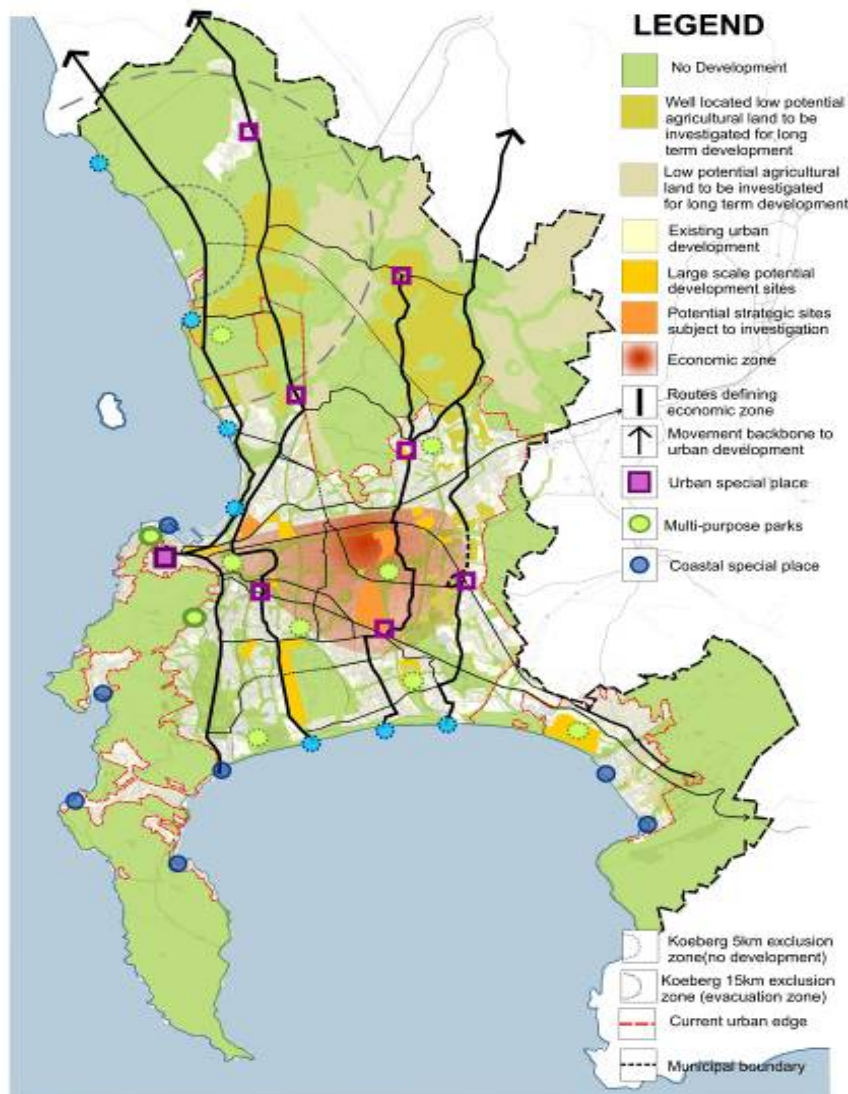 LEGEND
No Development
Well located low potential
agricultural land to be
investigated for long
term development
Low potential agricultural
land to be investigated
for long term development
Existing urban
development
Large scale potential
development sites
Potential strategic sites
subject to investigation
Economic zone
Routes defining
economic zone
Movement backbone to
urban development
Urban special place
Multi-purpose parks
Coastal special place
Koeberg 5km exclusion
zone(no development)
Koeberg 15km exclusion
zone (evacuation zone)
Current urban edge
Municipal boundary